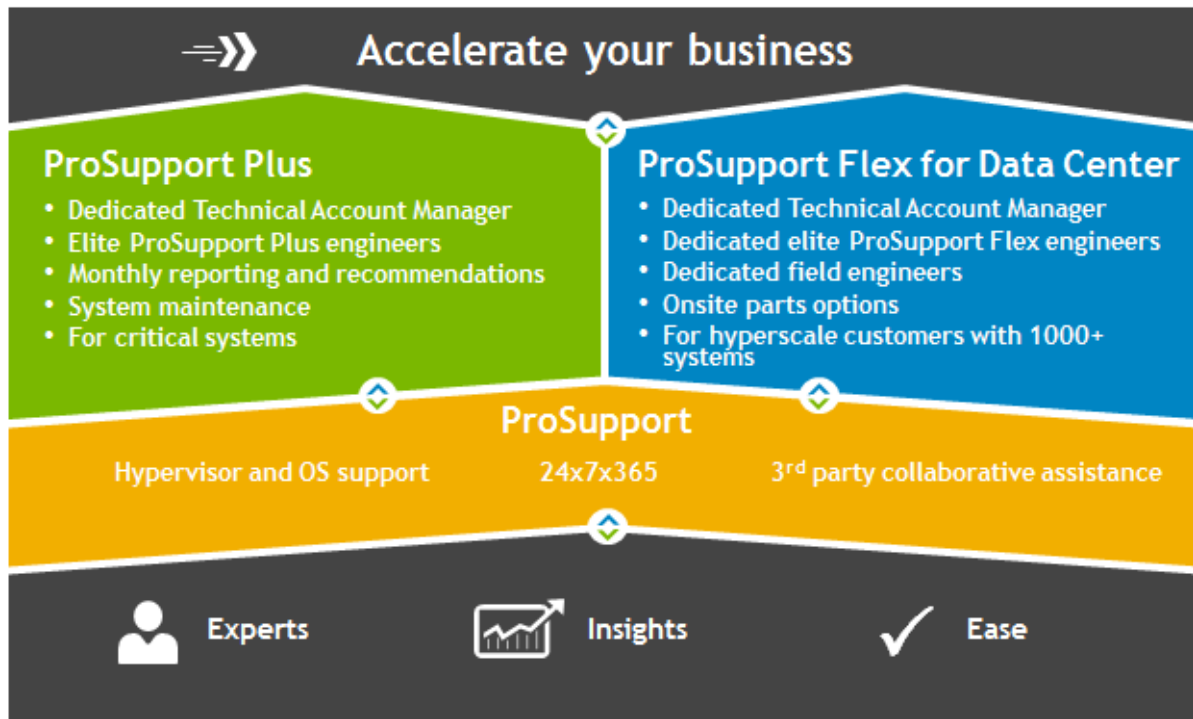 Accelerate your business
ProSupport Plus
• Dedicated Technical Account Manager
• Elite ProSupport Plus engineers
• Monthly reporting and recommendations
• System maintenance
• For critical systems
ProSupport Flex for Data Center
• Dedicated Technical Account Manager
• Dedicated elite ProSupport Flex engineers
• Dedicated field engineers
• Onsite parts options
• For hyperscale customers with 1000+
systems
ProSupport
Hypervisor and OS support 24x7x365 3rd party collaborative assistance
Experts Insights Ease